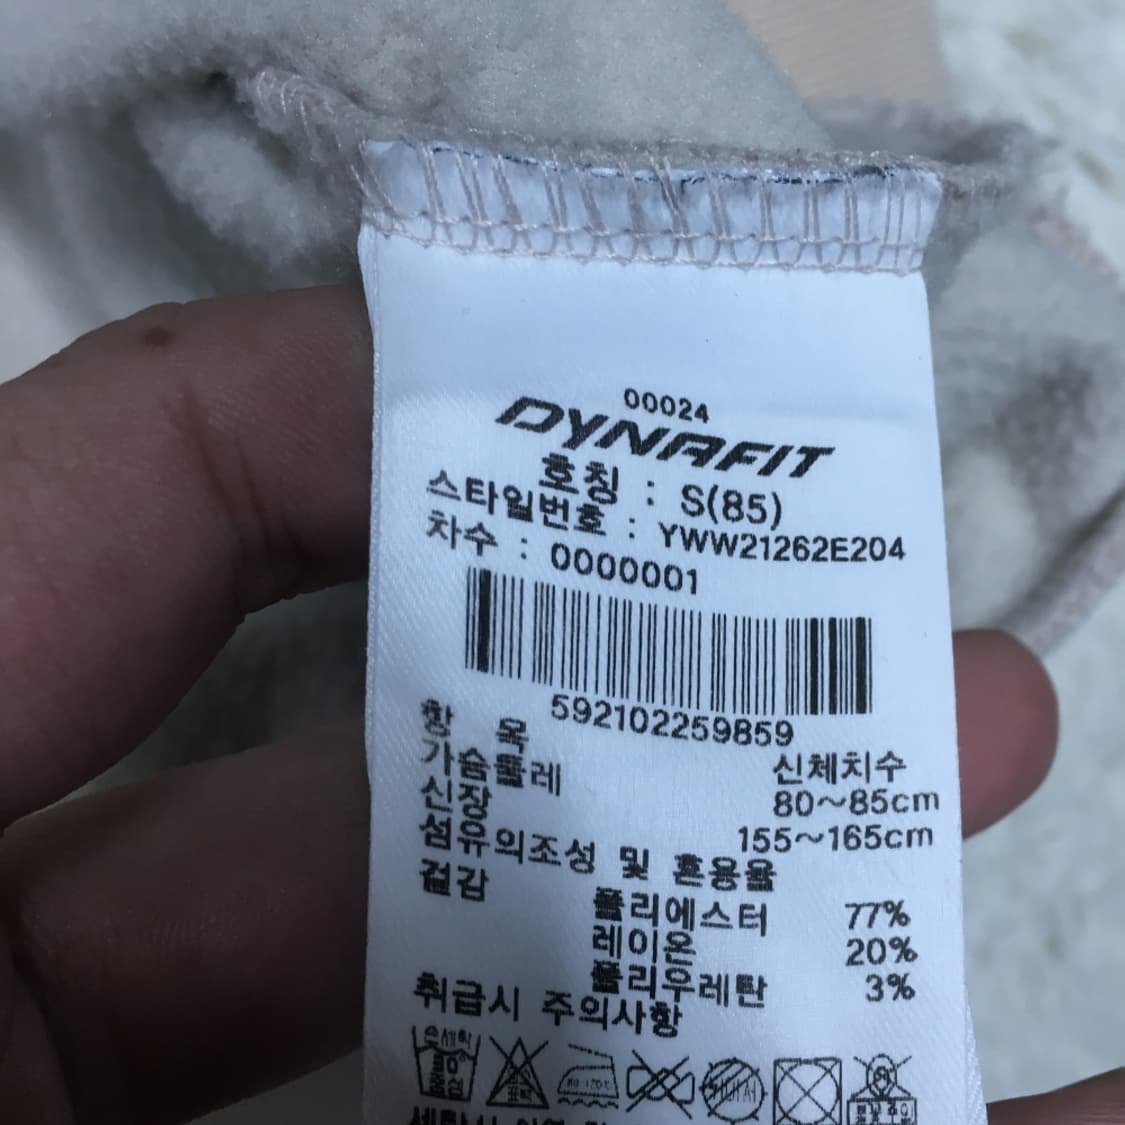 00024
DYNAFIT
호칭 : S(85)
스타일번호 : YWW21262E204
차수 : 0000001
592102259859
항 목 신체치수
가슴둘레 80~85cm
신장 155~165cm
섬유의조성 및 혼용율
겉감
폴리에스터 77%
레이온 20%
폴리우레탄 3%
취급시 주의사항
손세탁